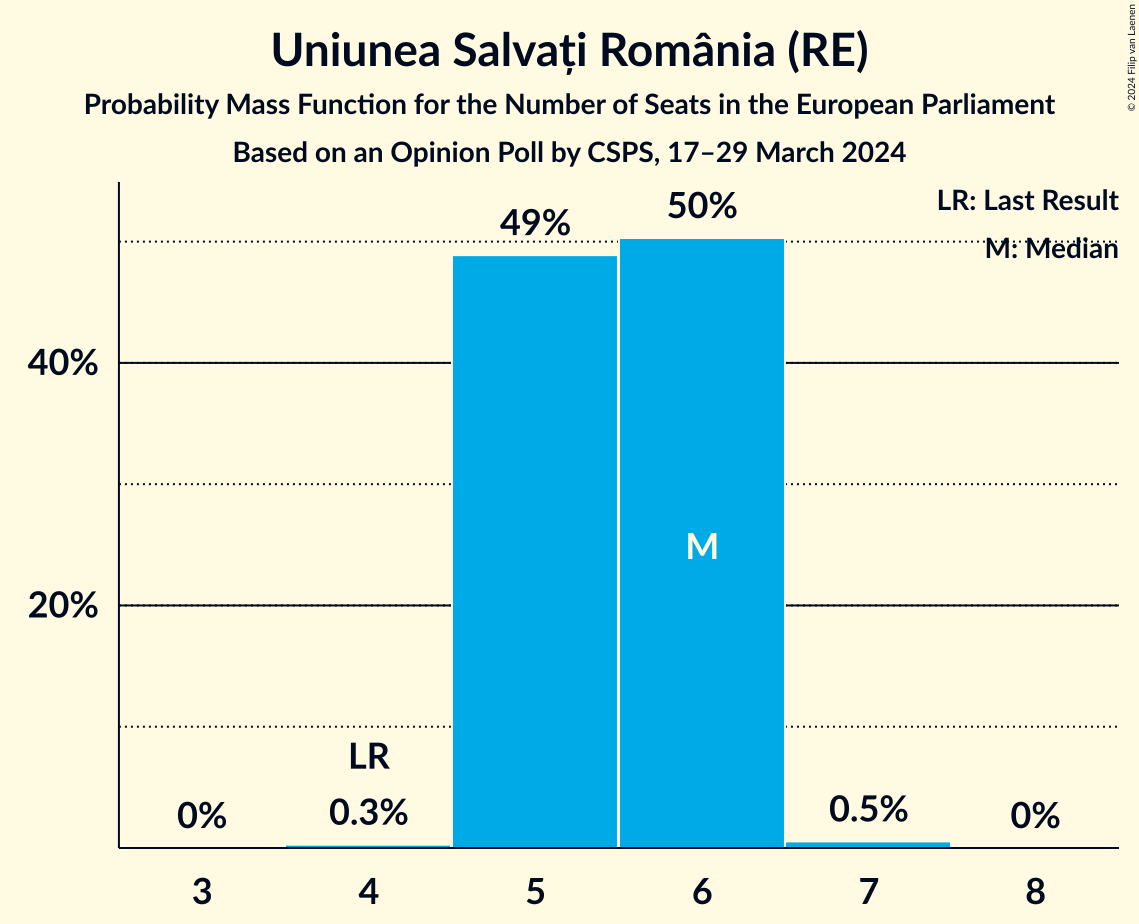 Uniunea Salvați România (RE)
Probability Mass Function for the Number of Seats in the European Parliament
Based on an Opinion Poll by CSPS, 17–29 March 2024
© 2024 Filip van Laenen
LR: Last Result
M: Median
49%
50%
40%
M
20%
LR
0%
0.3%
0.5%
0%
3
4
5
6
7
8